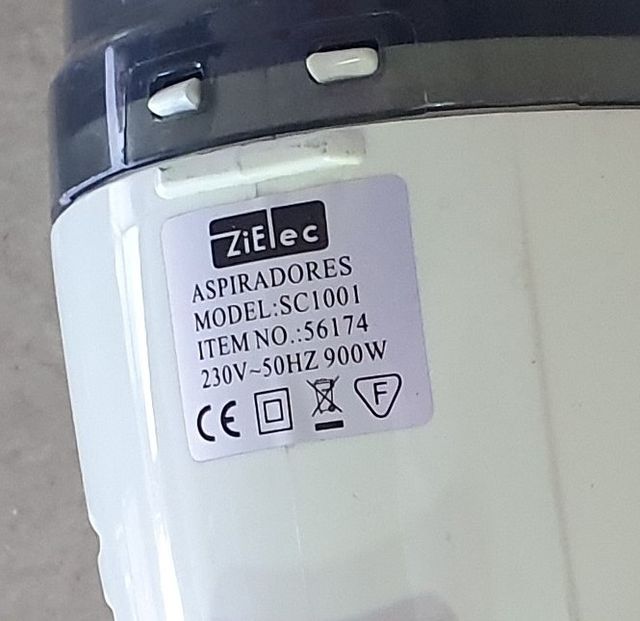 ZiElec
ASPIRADORES
MODEL:SC1001
ITEM NO.:56174
230V~50HZ 900W
CE F